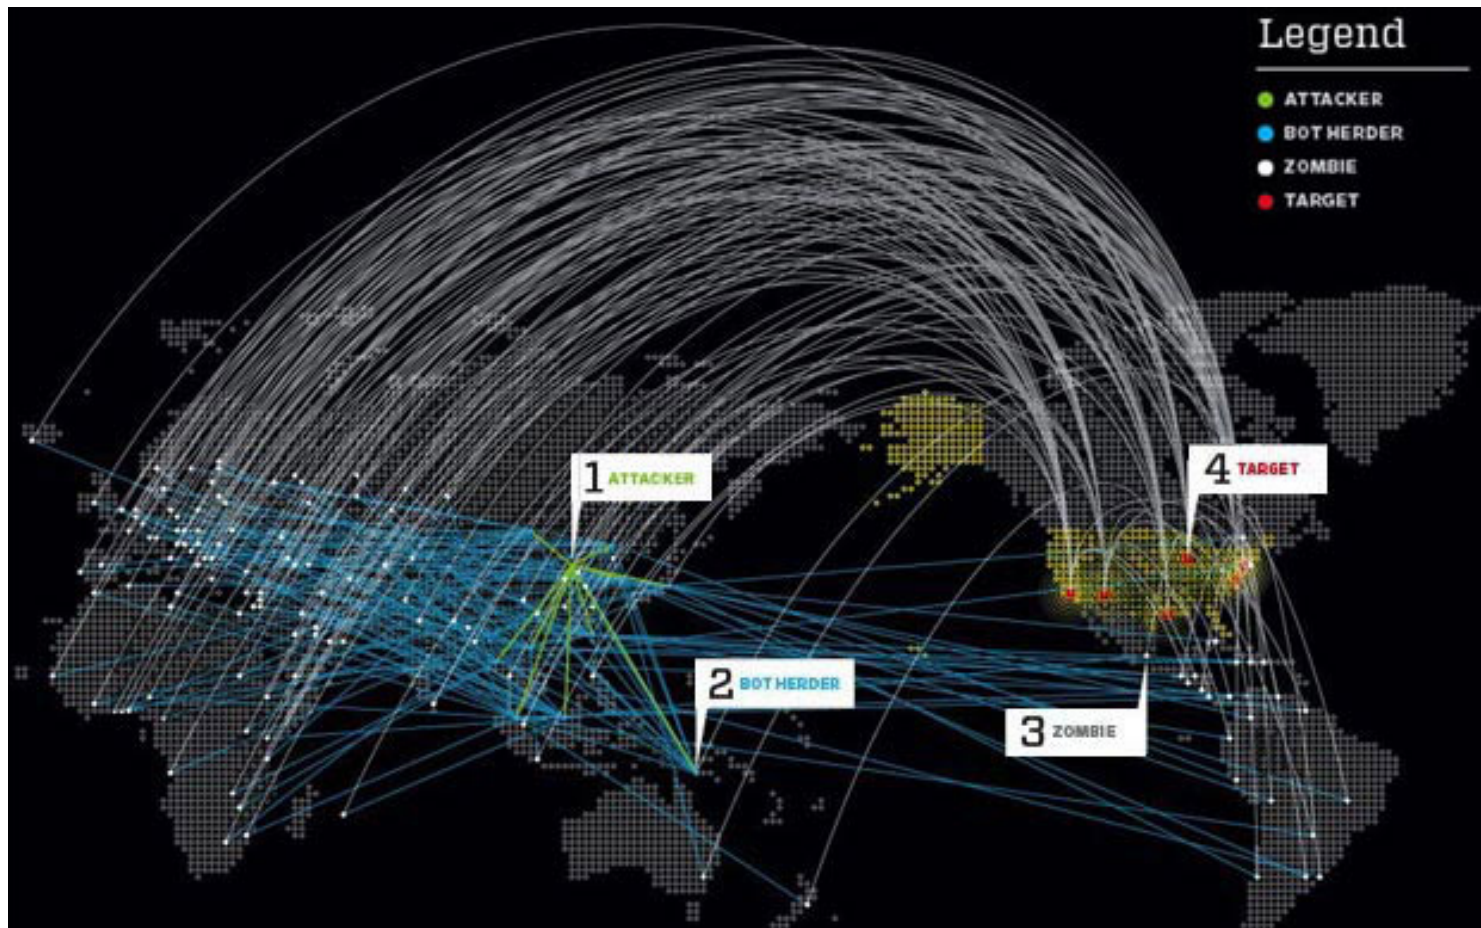 Legend
ATTACKER
BOT HERDER
ZOMBIE
TARGET
1 ATTACKER
4 TARGET
2 BOT HERDER
3 ZOMBIE